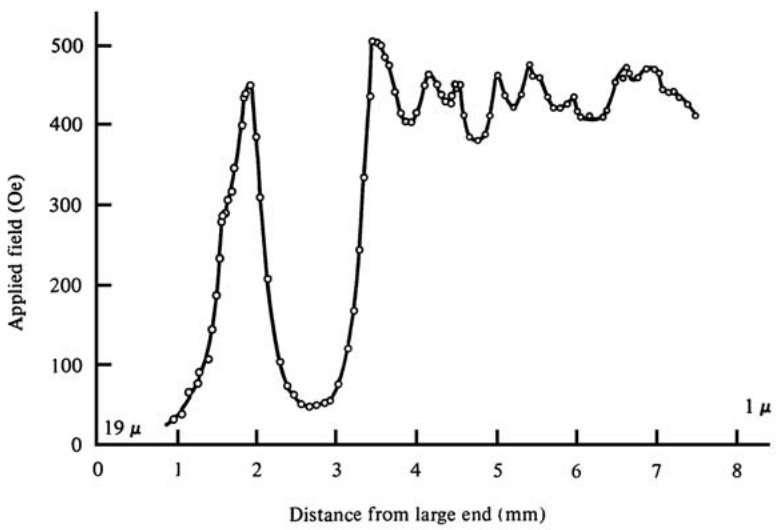 500
400
300
200
100
0
Applied field (Oe)
19 μ
1 μ
0 1 2 3 4 5 6 7 8
Distance from large end (mm)